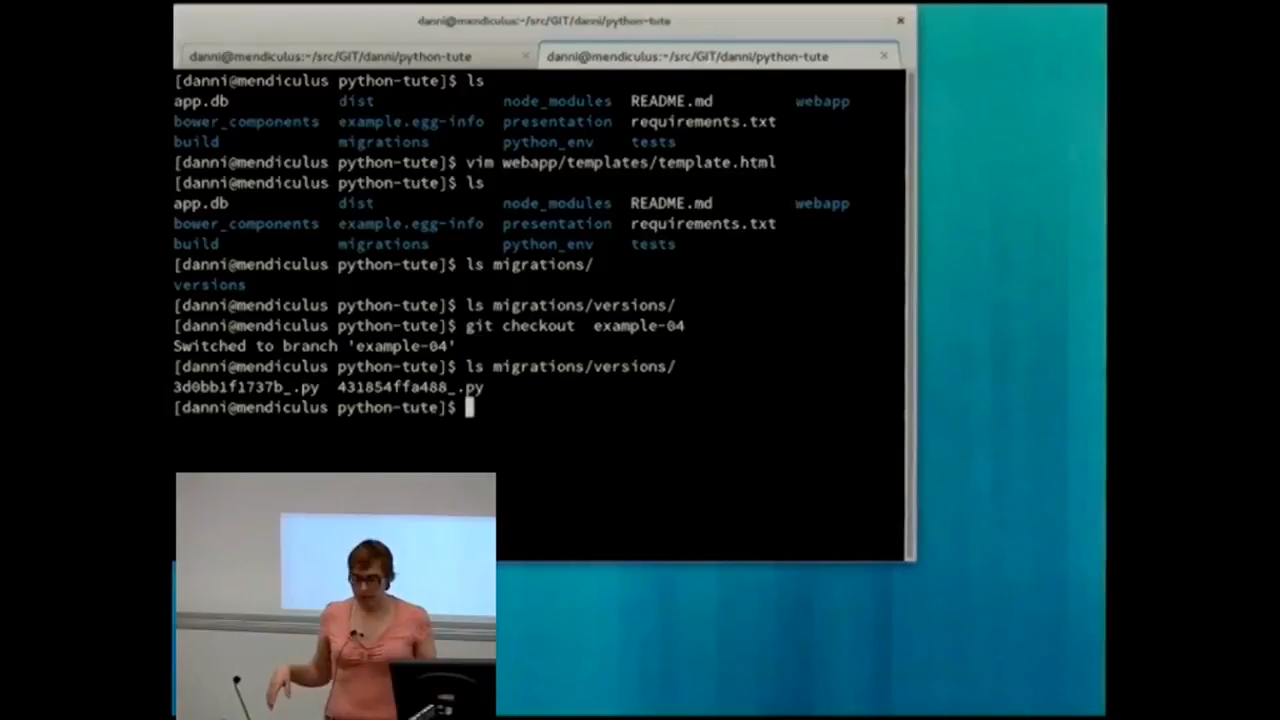 danni@mendiculus:~/src/GIT/danni/python-tute
danni@mendiculus:~/src/GIT/danni/python-tute danni@mendiculus:~/src/GIT/danni/python-tute
[danni@mendiculus python-tute]$ ls
app.db dist node_modules README.md webapp
bower_components example.egg-info presentation requirements.txt
build migrations python_env tests
[danni@mendiculus python-tute]$ vim webapp/templates/template.html
[danni@mendiculus python-tute]$ ls
app.db dist node_modules README.md webapp
bower_components example.egg-info presentation requirements.txt
build migrations python_env tests
[danni@mendiculus python-tute]$ ls migrations/
versions
[danni@mendiculus python-tute]$ ls migrations/versions/
[danni@mendiculus python-tute]$ git checkout  example-04
Switched to branch 'example-04'
[danni@mendiculus python-tute]$ ls migrations/versions/
3d0bb1f1737b_.py 431854ffa488_.py
[danni@mendiculus python-tute]$